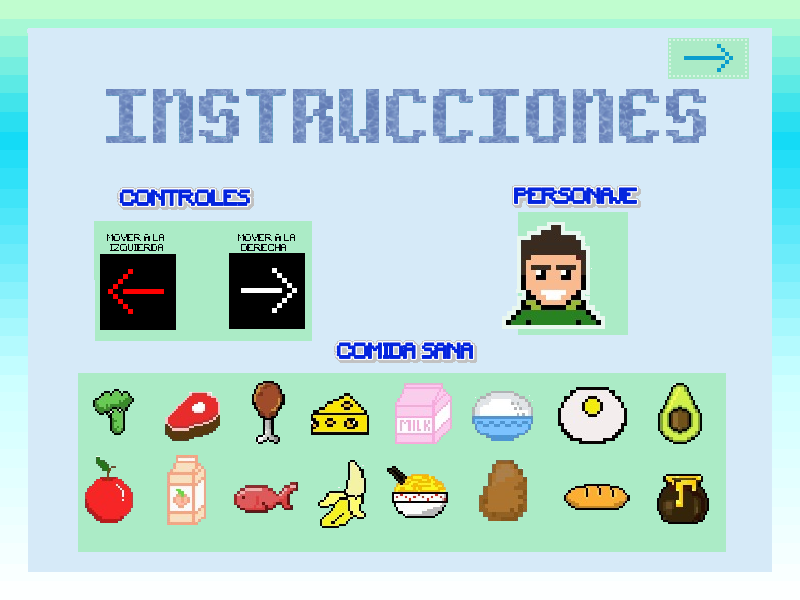 INSTRUCCIONES
CONTROLES
PERSONAJE
MOVER A LA
IZQUIERDA
MOVER A LA
DERECHA
COMIDA SANA
MILK